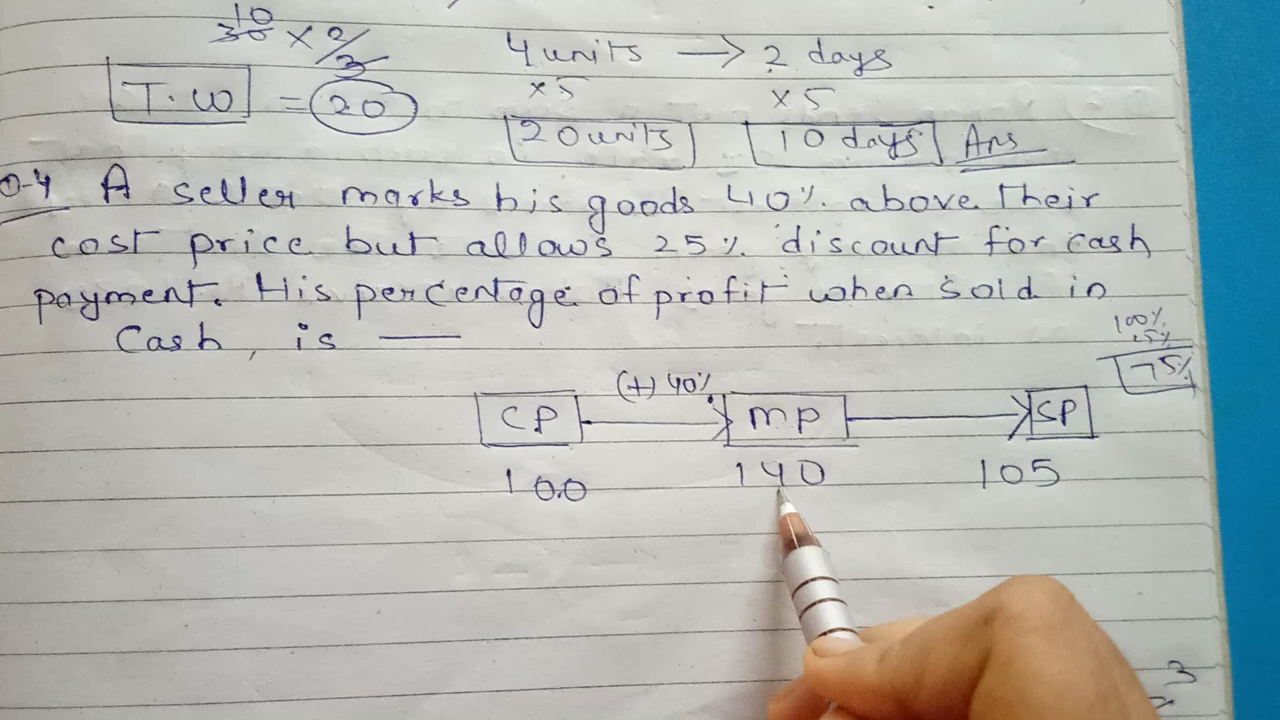 10
30 × 2/3
T.W = 20
4 units → 2 days
×5 ×5
20 units 10 days Ans
Q-4 A seller marks his goods 40% above their
cost price but allows 25% discount for cash
payment. His percentage of profit when sold in
Cash, is —
100%
75%
CP (+) 40% MP SP
100 140 105
3